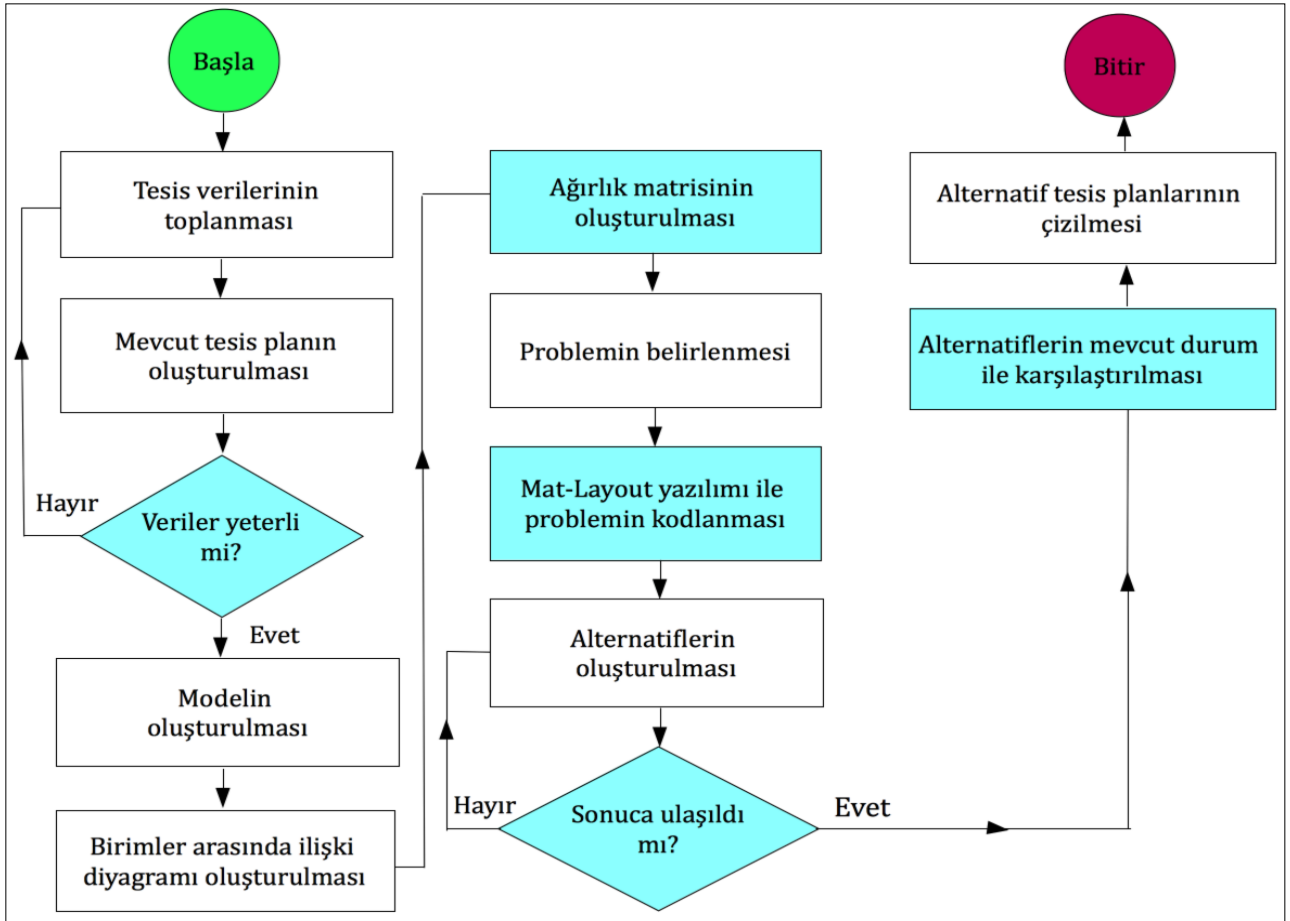 Başla
Tesis verilerinin
toplanması
Mevcut tesis planın
oluşturulması
Hayır
Veriler yeterli
mi?
Evet
Modelin
oluşturulması
Birimler arasında ilişki
diyagramı oluşturulması
Ağırlık matrisinin
oluşturulması
Problemin belirlenmesi
Mat-Layout yazılımı ile
problemin kodlanması
Alternatiflerin
oluşturulması
Hayır
Sonuca ulaşıldı
mı?
Evet
Alternatiflerin mevcut durum
ile karşılaştırılması
Alternatif tesis planlarının
çizilmesi
Bitir